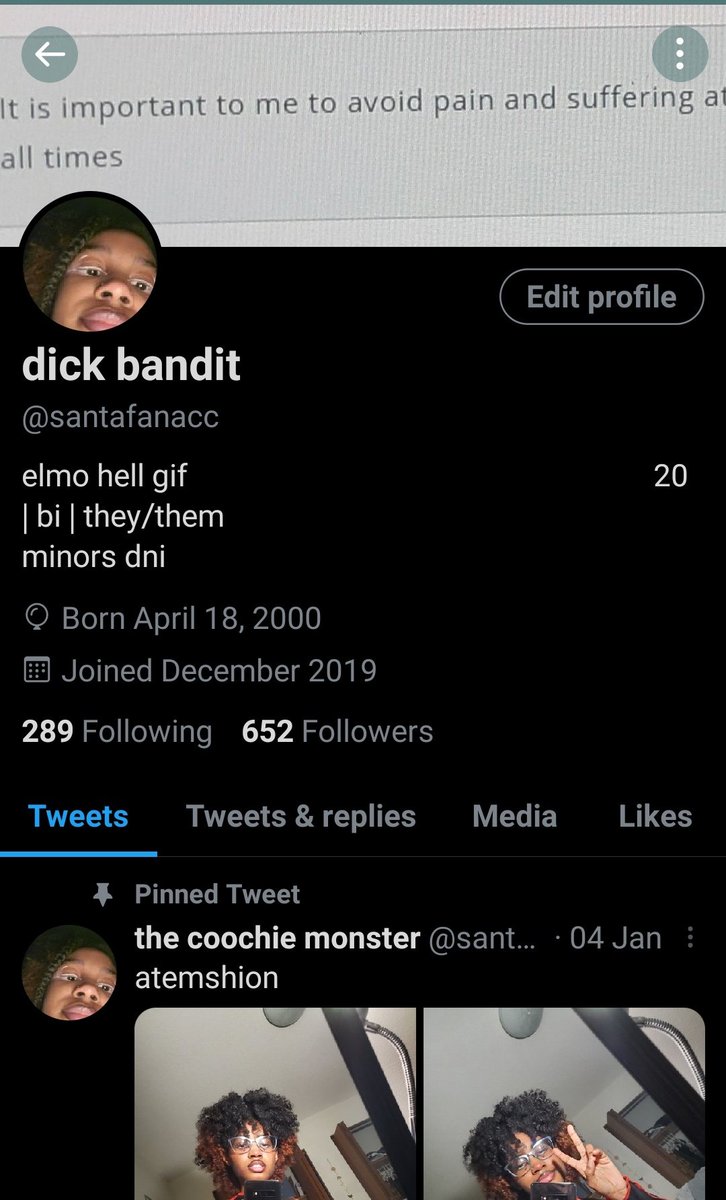 It is important to me to avoid pain and suffering at
all times
Edit profile
dick bandit
@santafanacc
elmo hell gif 20
| bi | they/them
minors dni
Born April 18, 2000
Joined December 2019
289 Following 652 Followers
Tweets Tweets & replies Media Likes
Pinned Tweet
the coochie monster @sant... · 04 Jan
atemshion